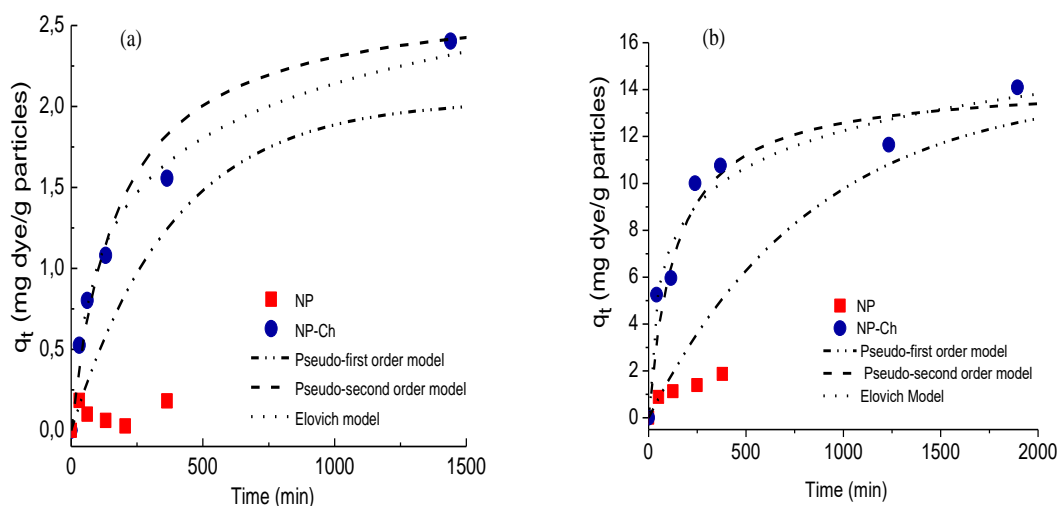 (a)
q_t (mg dye/g particles)
2,5
2,0
1,5
1,0
0,5
0,0
NP
NP-Ch
Pseudo-first order model
Pseudo-second order model
Elovich model
0 500 1000 1500
Time (min)
(b)
q_t (mg dye/g particles)
16
14
12
10
8
6
4
2
0
NP
NP-Ch
Pseudo-first order model
Pseudo-second order model
Elovich Model
0 500 1000 1500 2000
Time (min)